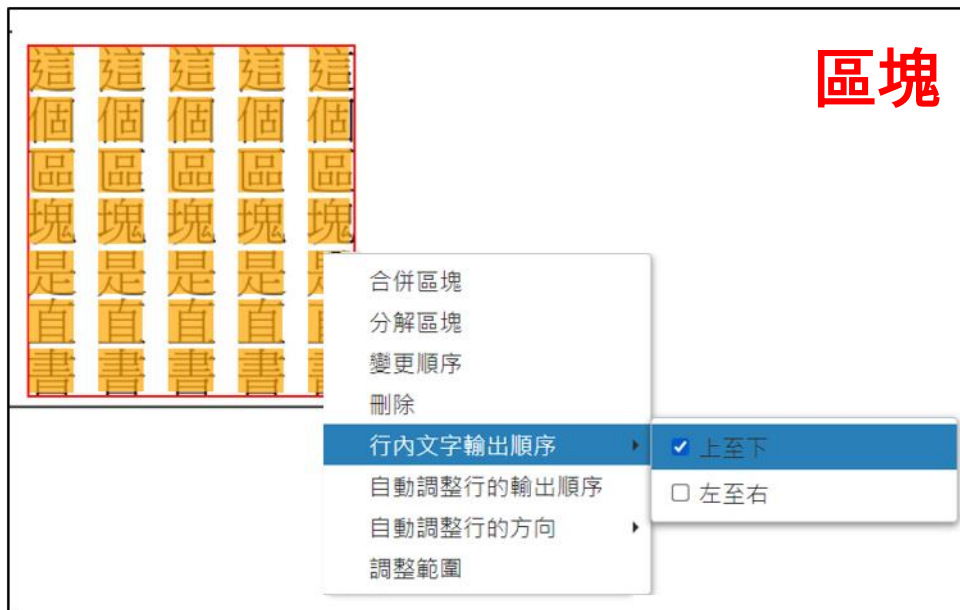 區塊
這個區塊是直書
這個區塊是直書
這個區塊是直書
這個區塊是直書
這個區塊是直書
合併區塊
分解區塊
變更順序
刪除
行內文字輸出順序
上至下
左至右
自動調整行的輸出順序
自動調整行的方向
調整範圍